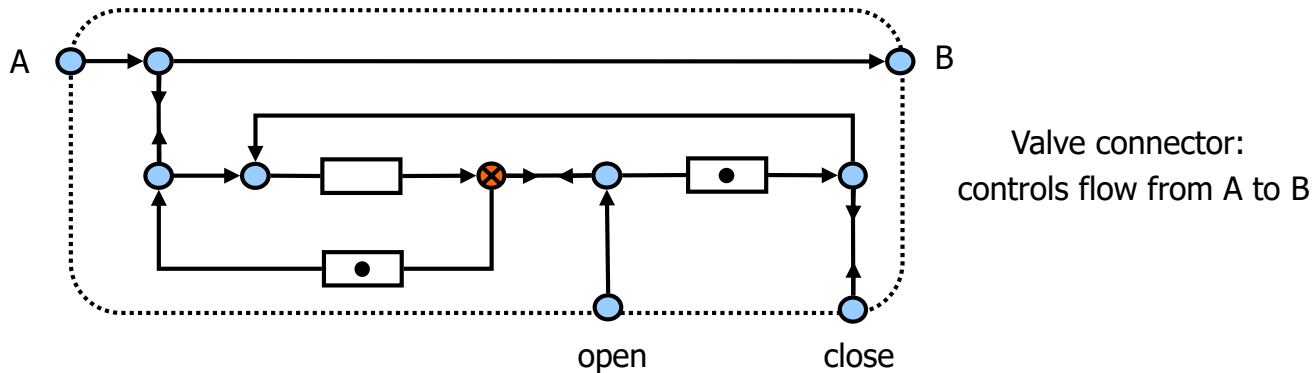 A
B
Valve connector:
controls flow from A to B
open
close